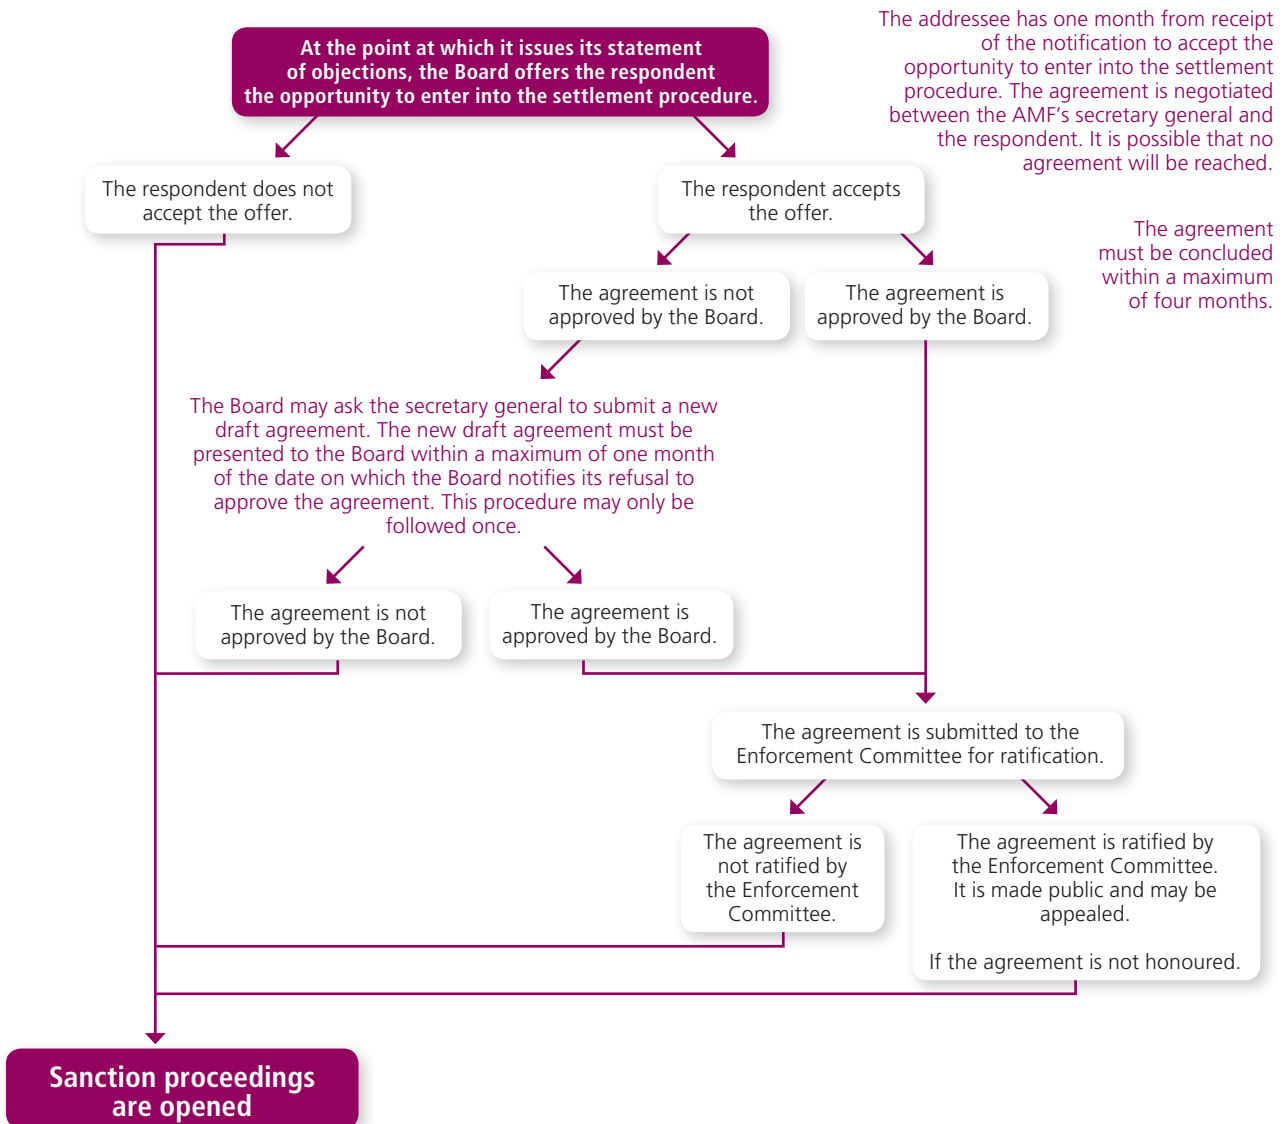 At the point at which it issues its statement
of objections, the Board offers the respondent
the opportunity to enter into the settlement procedure.
The addressee has one month from receipt
of the notification to accept the
opportunity to enter into the settlement
procedure. The agreement is negotiated
between the AMF’s secretary general and
the respondent. It is possible that no
agreement will be reached.
The respondent does not
accept the offer.
The respondent accepts
the offer.
The agreement
must be concluded
within a maximum
of four months.
The agreement is not
approved by the Board.
The agreement is
approved by the Board.
The Board may ask the secretary general to submit a new
draft agreement. The new draft agreement must be
presented to the Board within a maximum of one month
of the date on which the Board notifies its refusal to
approve the agreement. This procedure may only be
followed once.
The agreement is not
approved by the Board.
The agreement is
approved by the Board.
The agreement is submitted to the
Enforcement Committee for ratification.
The agreement is
not ratified by
the Enforcement
Committee.
The agreement is ratified by
the Enforcement Committee.
It is made public and may be
appealed.
If the agreement is not honoured.
Sanction proceedings
are opened